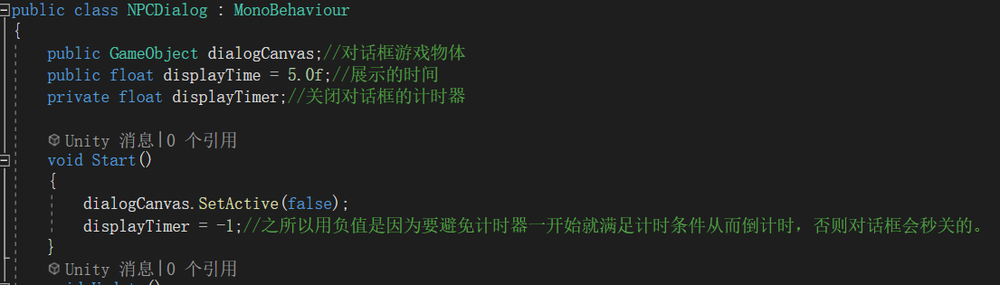 public class NPCDialog : MonoBehaviour
{
public GameObject dialogCanvas;//对话框游戏物体
public float displayTime = 5.0f;//展示的时间
private float displayTimer;//关闭对话框的计时器
Unity 消息|0 个引用
void Start()
{
dialogCanvas.SetActive(false);
displayTimer = -1;//之所以用负值是因为要避免计时器一开始就满足计时条件从而倒计时，否则对话框会秒关的。
}
Unity 消息|0 个引用